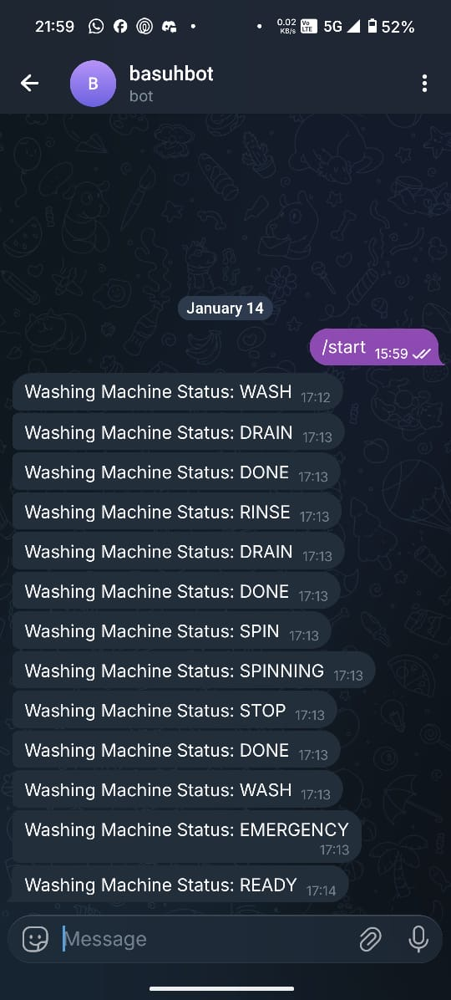 21:59 0.02 KB/s Vo LTE 5G 52%
B basuhbot
bot
January 14
/start 15:59
Washing Machine Status: WASH 17:12
Washing Machine Status: DRAIN 17:13
Washing Machine Status: DONE 17:13
Washing Machine Status: RINSE 17:13
Washing Machine Status: DRAIN 17:13
Washing Machine Status: DONE 17:13
Washing Machine Status: SPIN 17:13
Washing Machine Status: SPINNING 17:13
Washing Machine Status: STOP 17:13
Washing Machine Status: DONE 17:13
Washing Machine Status: WASH 17:13
Washing Machine Status: EMERGENCY
17:13
Washing Machine Status: READY 17:14
Message